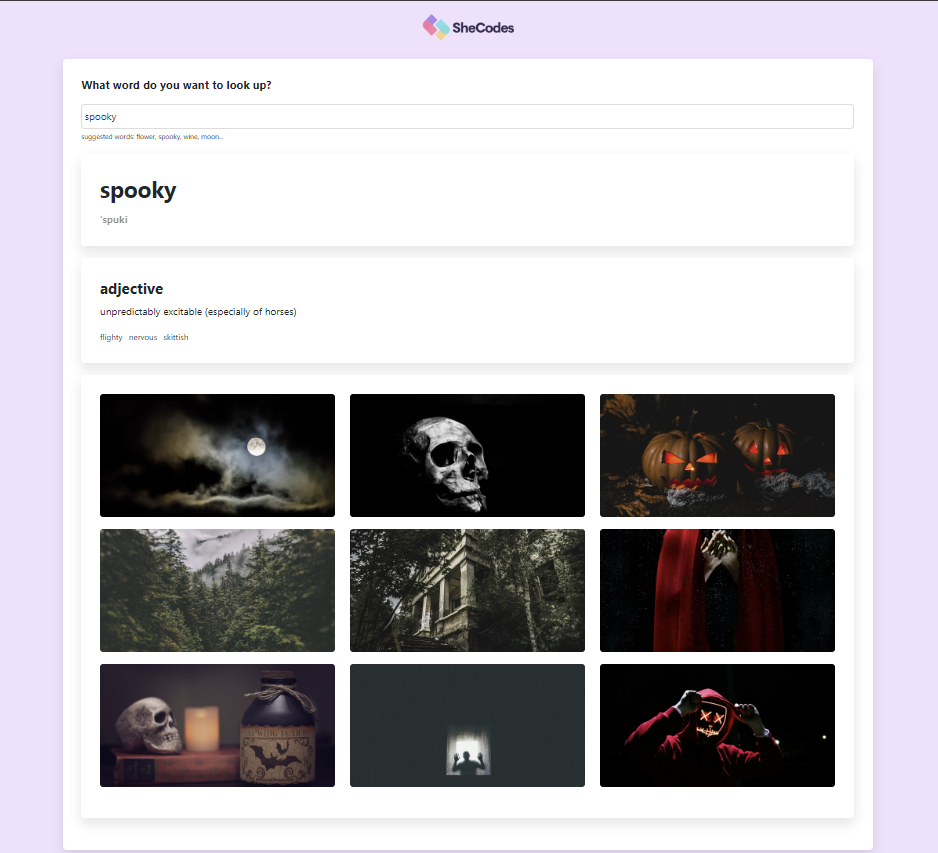 SheCodes
What word do you want to look up?
spooky
suggested words: flower, spooky, wine, moon...
spooky
'spuki
adjective
unpredictably excitable (especially of horses)
flighty nervous skittish